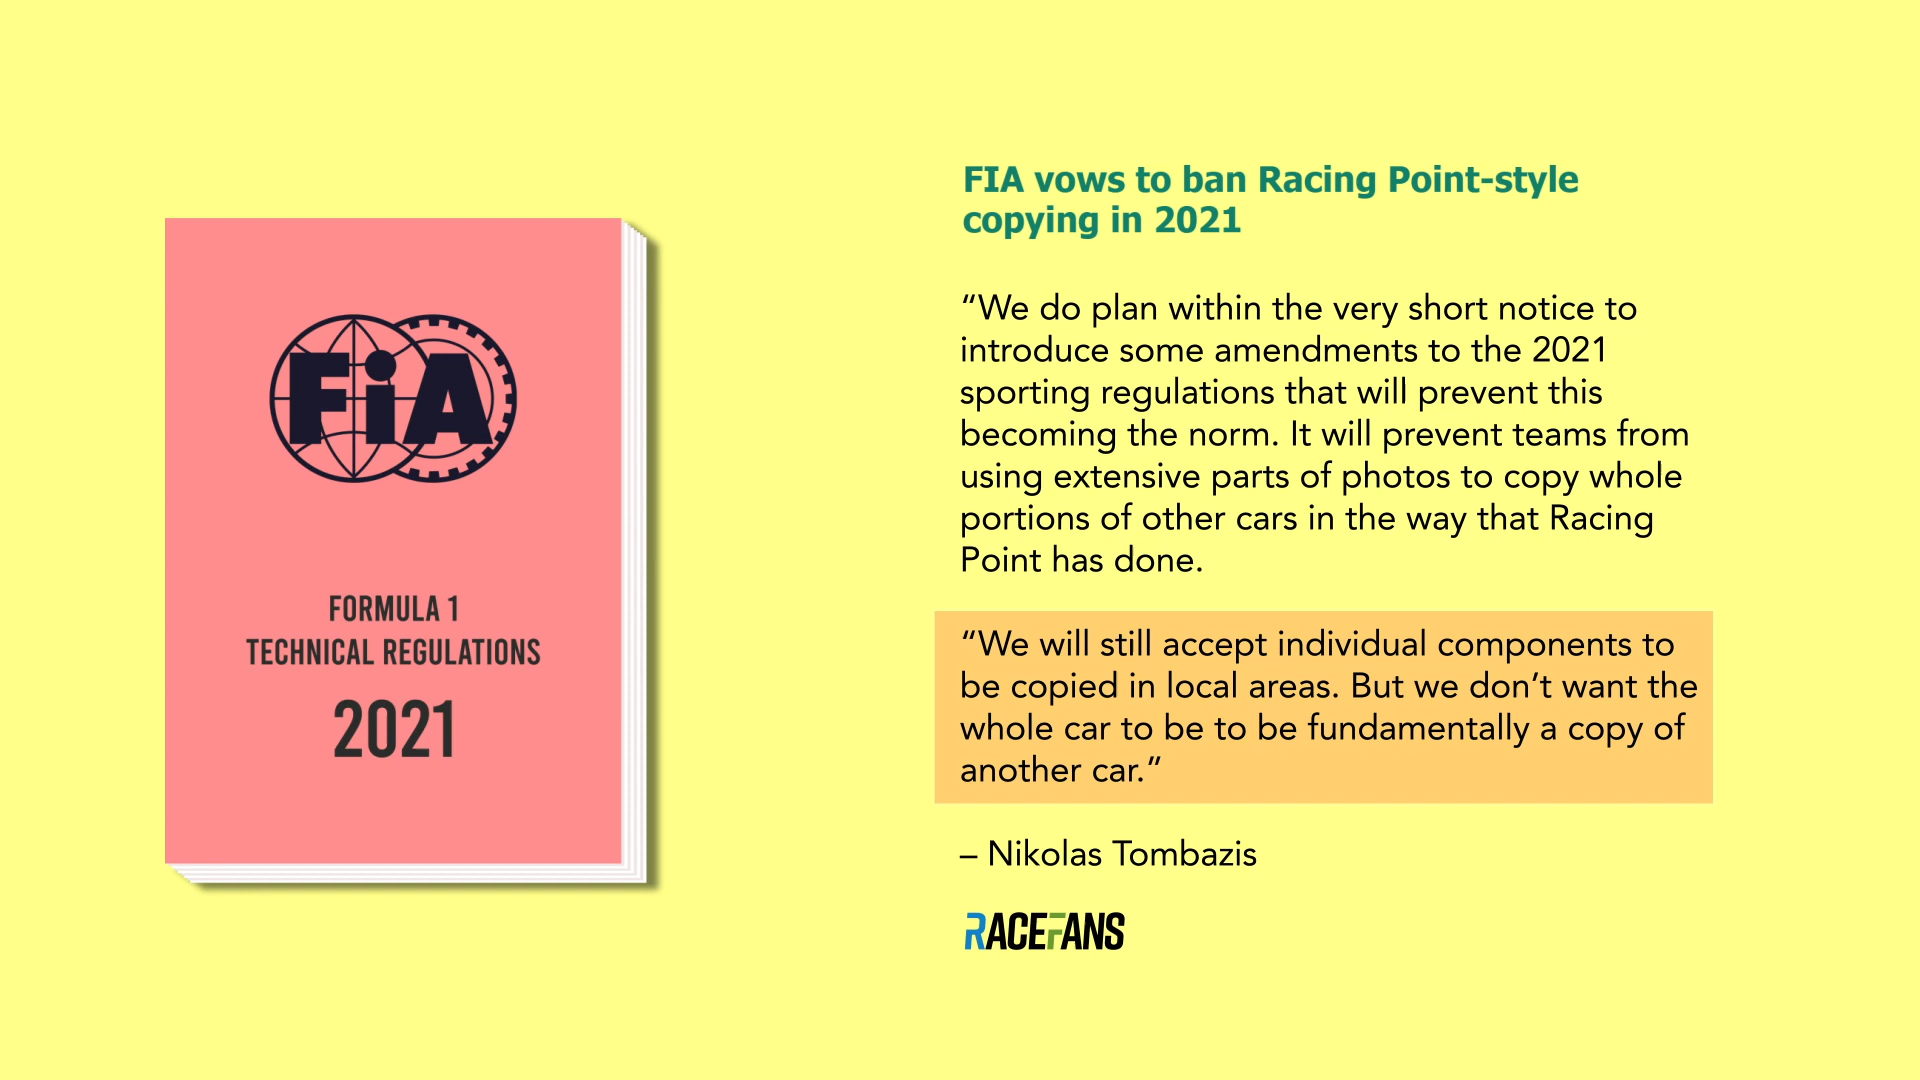 FiA
FORMULA 1
TECHNICAL REGULATIONS
2021
FIA vows to ban Racing Point-style
copying in 2021
“We do plan within the very short notice to
introduce some amendments to the 2021
sporting regulations that will prevent this
becoming the norm. It will prevent teams from
using extensive parts of photos to copy whole
portions of other cars in the way that Racing
Point has done.
“We will still accept individual components to
be copied in local areas. But we don’t want the
whole car to be to be fundamentally a copy of
another car.”
– Nikolas Tombazis
RACEFANS